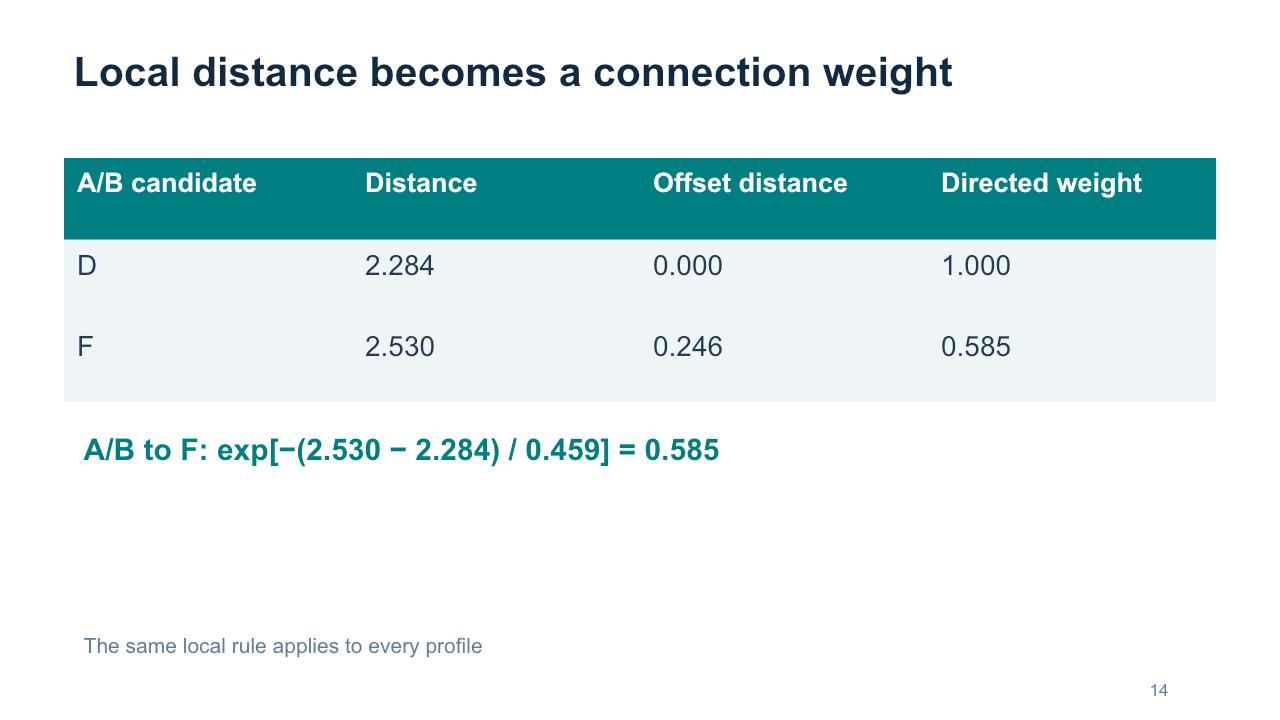 Local distance becomes a connection weight
A/B candidate Distance Offset distance Directed weight
D 2.284 0.000 1.000
F 2.530 0.246 0.585
A/B to F: exp[−(2.530 − 2.284) / 0.459] = 0.585
The same local rule applies to every profile
14